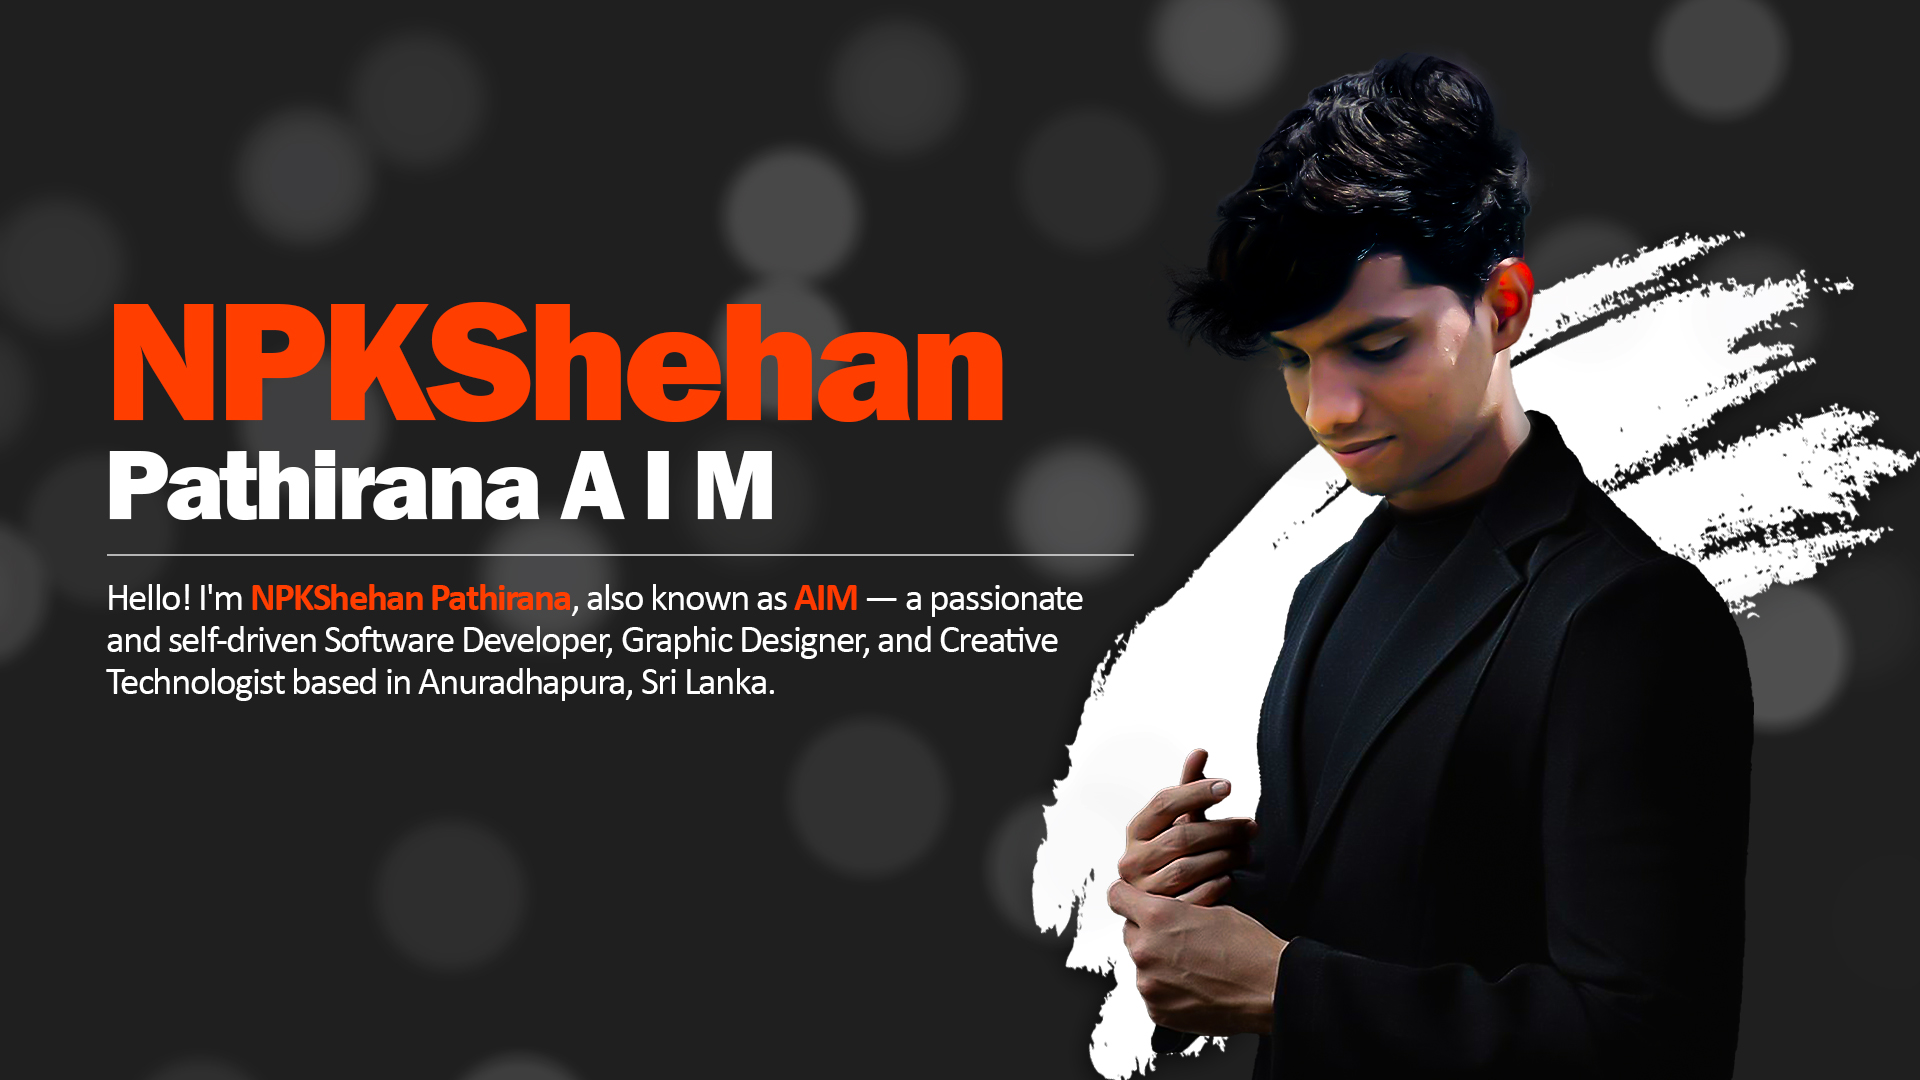 NPKShehan
Pathirana A I M
Hello! I'm NPKShehan Pathirana, also known as AIM — a passionate
and self-driven Software Developer, Graphic Designer, and Creative
Technologist based in Anuradhapura, Sri Lanka.